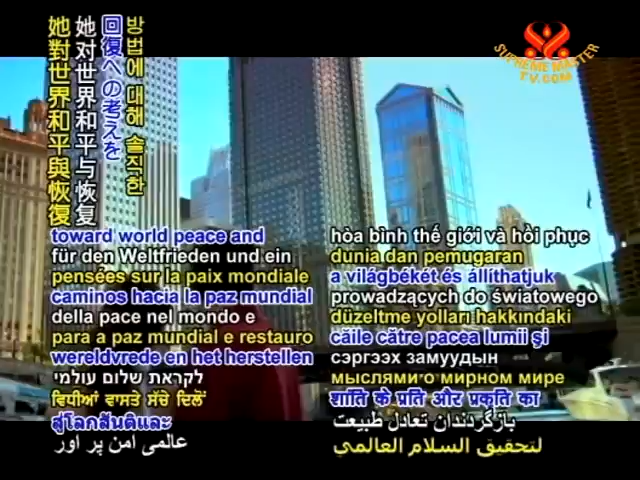 SUPREME MASTER
TV.COM
방법에 대해 솔직한
回復への考えを
她对世界和平与恢复
她對世界和平與恢復
toward world peace and
für den Weltfrieden und ein
pensées sur la paix mondiale
caminos hacia la paz mundial
della pace nel mondo e
para a paz mundial e restauro
wereldvrede en het herstellen
לקראת שלום עולמי
ਵਿਧੀਆਂ ਵਾਸਤੇ ਸੱਚੇ ਦਿਲੋਂ
สู่โลกสันติและ
عالمی امن پر اور
hòa bình thế giới và hồi phục
dunia dan pemugaran
a világbékét és állíthatjuk
prowadzących do światowego
düzeltme yolları hakkındaki
căile către pacea lumii şi
сэргээх замуудын
мыслями о мирном мире
शांति के प्रति और प्रकृति का
بازگرداندن تعادل طبیعت
لتحقيق السلام العالمي